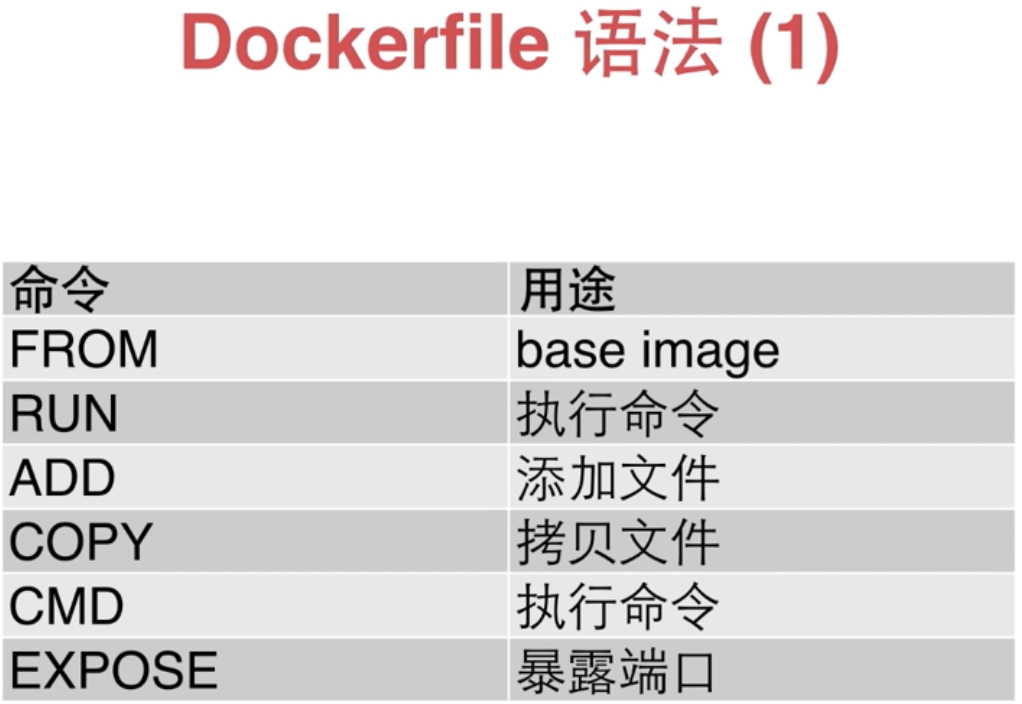 Dockerfile 语法 (1)
命令 用途
FROM base image
RUN 执行命令
ADD 添加文件
COPY 拷贝文件
CMD 执行命令
EXPOSE 暴露端口